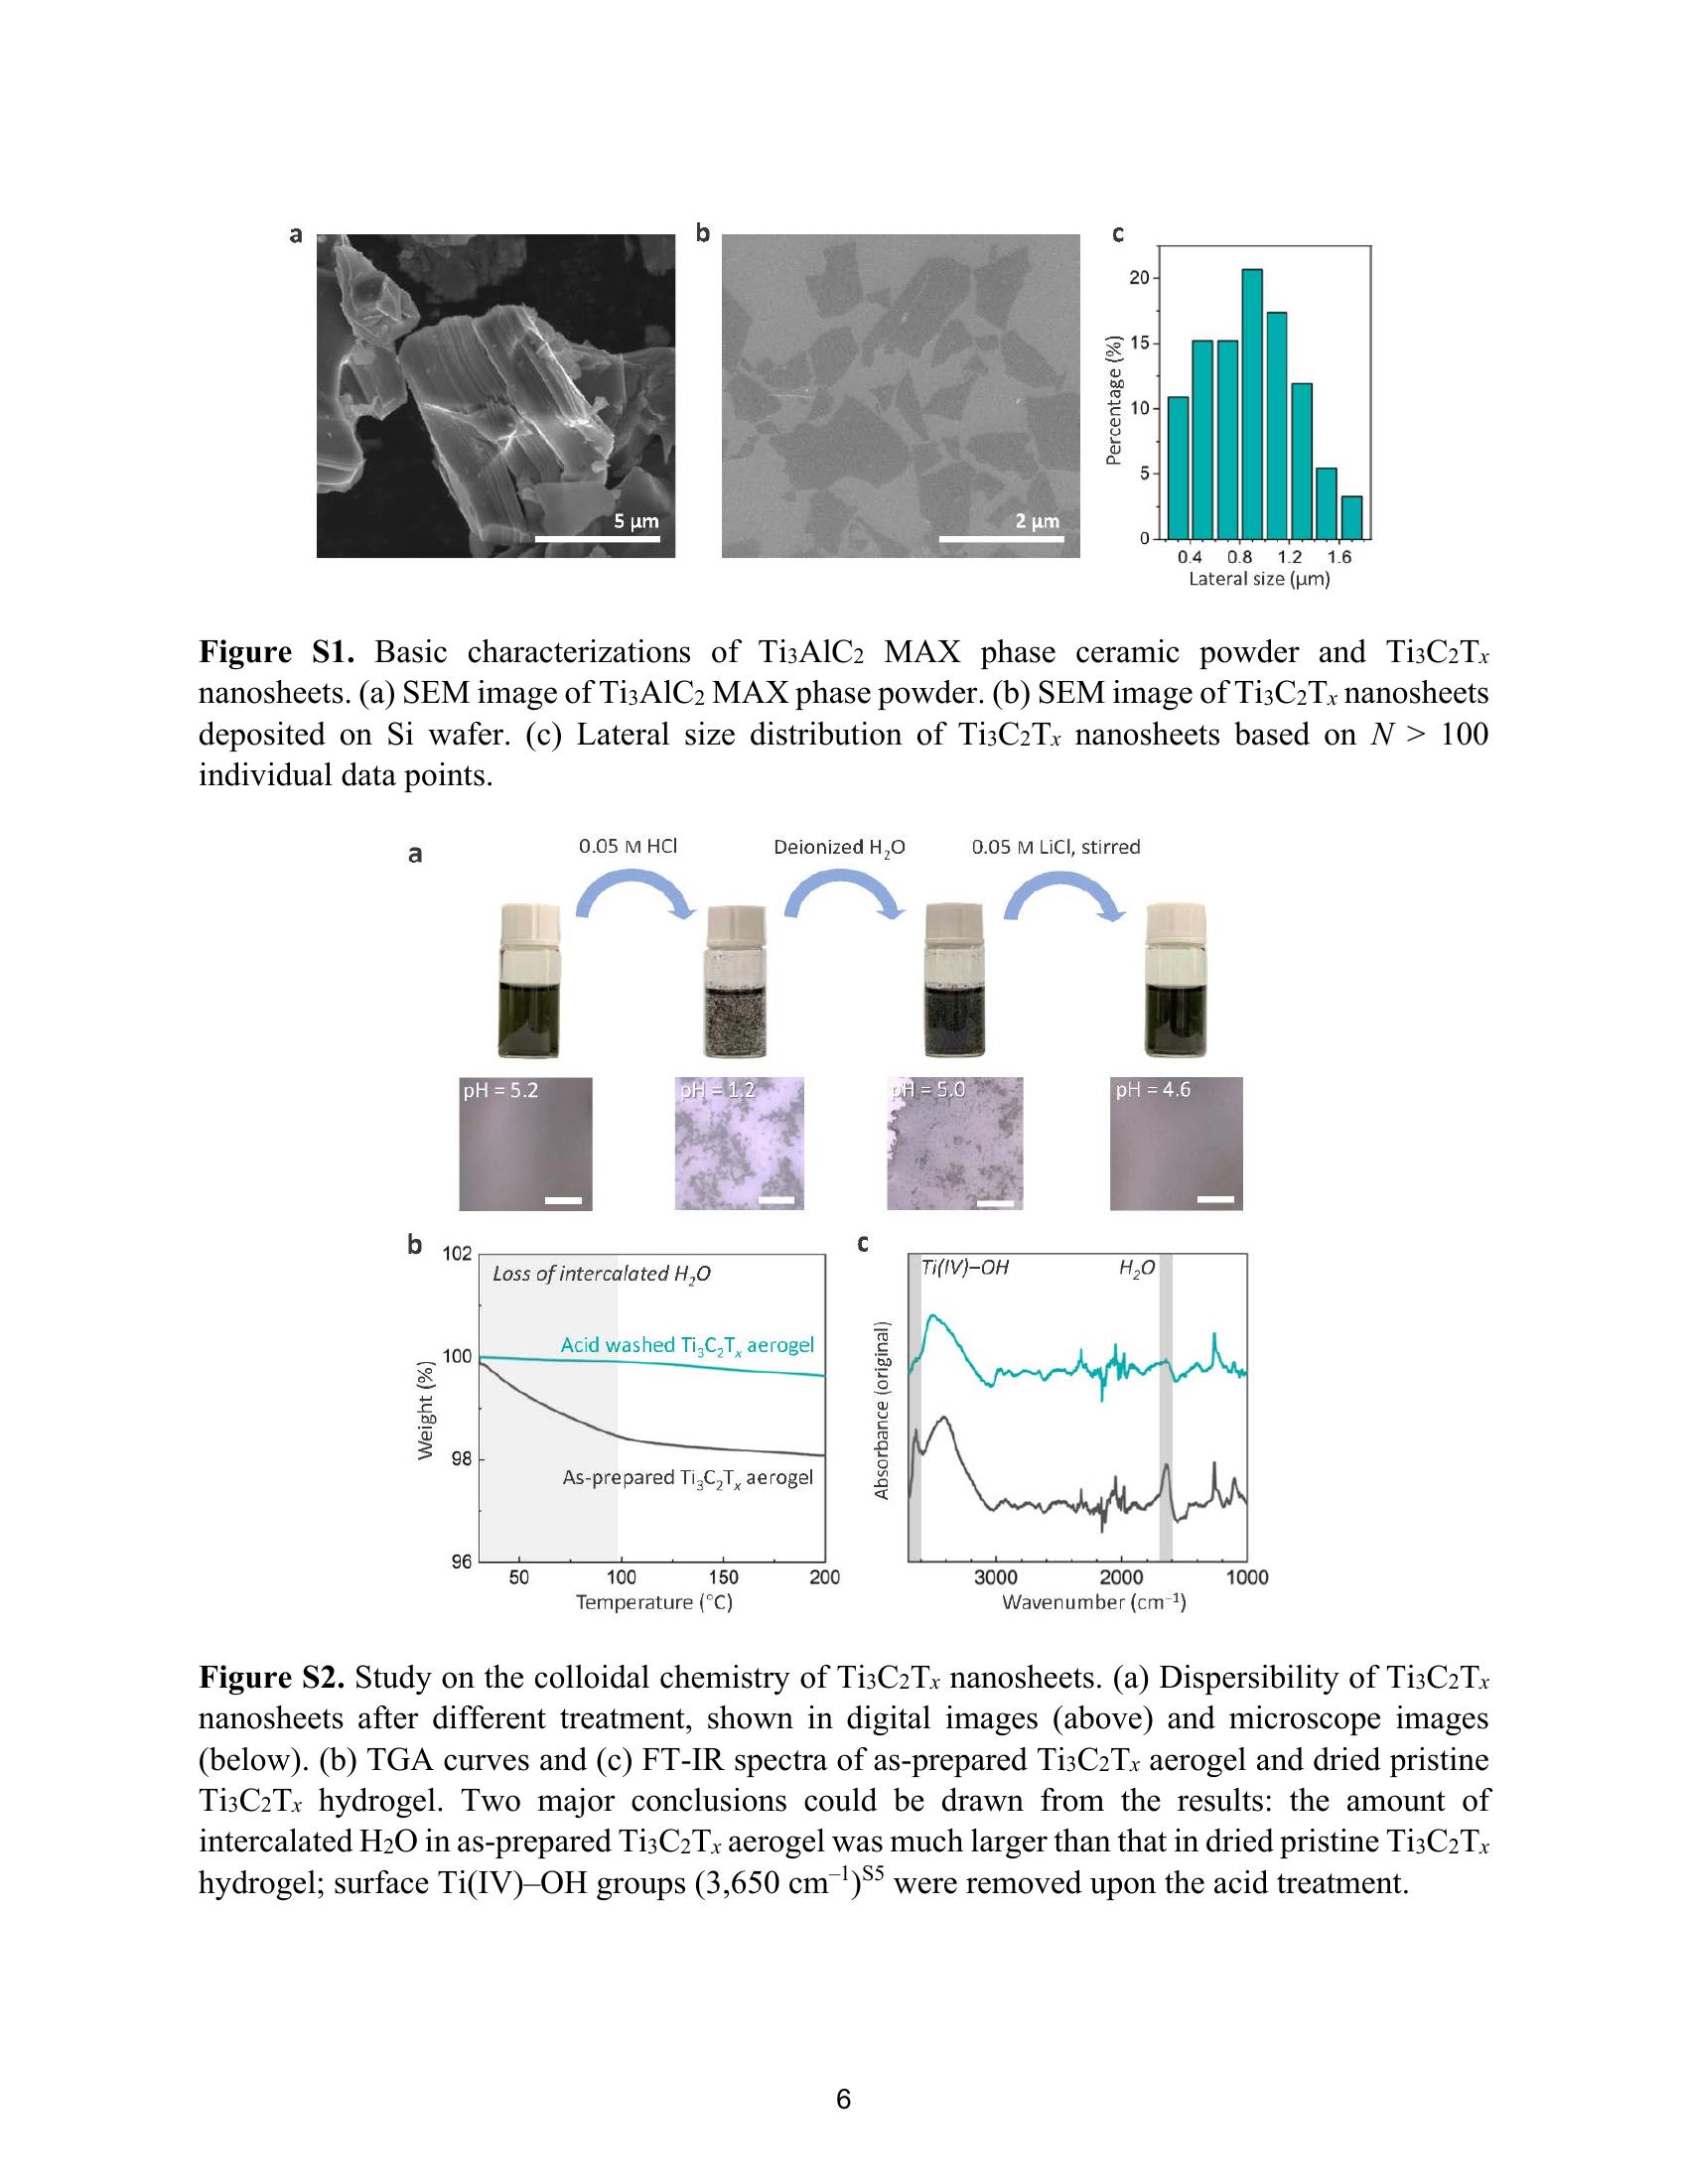 a
b
c
5 μm
2 μm
20
15
10
5
0
Percentage (%)
0.4 0.8 1.2 1.6
Lateral size (μm)
Figure S1. Basic characterizations of Ti3AlC2 MAX phase ceramic powder and Ti3C2Tx
nanosheets. (a) SEM image of Ti3AlC2 MAX phase powder. (b) SEM image of Ti3C2Tx nanosheets
deposited on Si wafer. (c) Lateral size distribution of Ti3C2Tx nanosheets based on N > 100
individual data points.
a
0.05 M HCl
Deionized H2O
0.05 M LiCl, stirred
pH = 5.2
pH = 1.2
pH = 5.0
pH = 4.6
b
102
100
98
96
Weight (%)
Loss of intercalated H2O
Acid washed Ti3C2Tx aerogel
As-prepared Ti3C2Tx aerogel
50 100 150 200
Temperature (°C)
c
Ti(IV)–OH
H2O
Absorbance (original)
3000 2000 1000
Wavenumber (cm–1)
Figure S2. Study on the colloidal chemistry of Ti3C2Tx nanosheets. (a) Dispersibility of Ti3C2Tx
nanosheets after different treatment, shown in digital images (above) and microscope images
(below). (b) TGA curves and (c) FT-IR spectra of as-prepared Ti3C2Tx aerogel and dried pristine
Ti3C2Tx hydrogel. Two major conclusions could be drawn from the results: the amount of
intercalated H2O in as-prepared Ti3C2Tx aerogel was much larger than that in dried pristine Ti3C2Tx
hydrogel; surface Ti(IV)–OH groups (3,650 cm–1)S5 were removed upon the acid treatment.
6